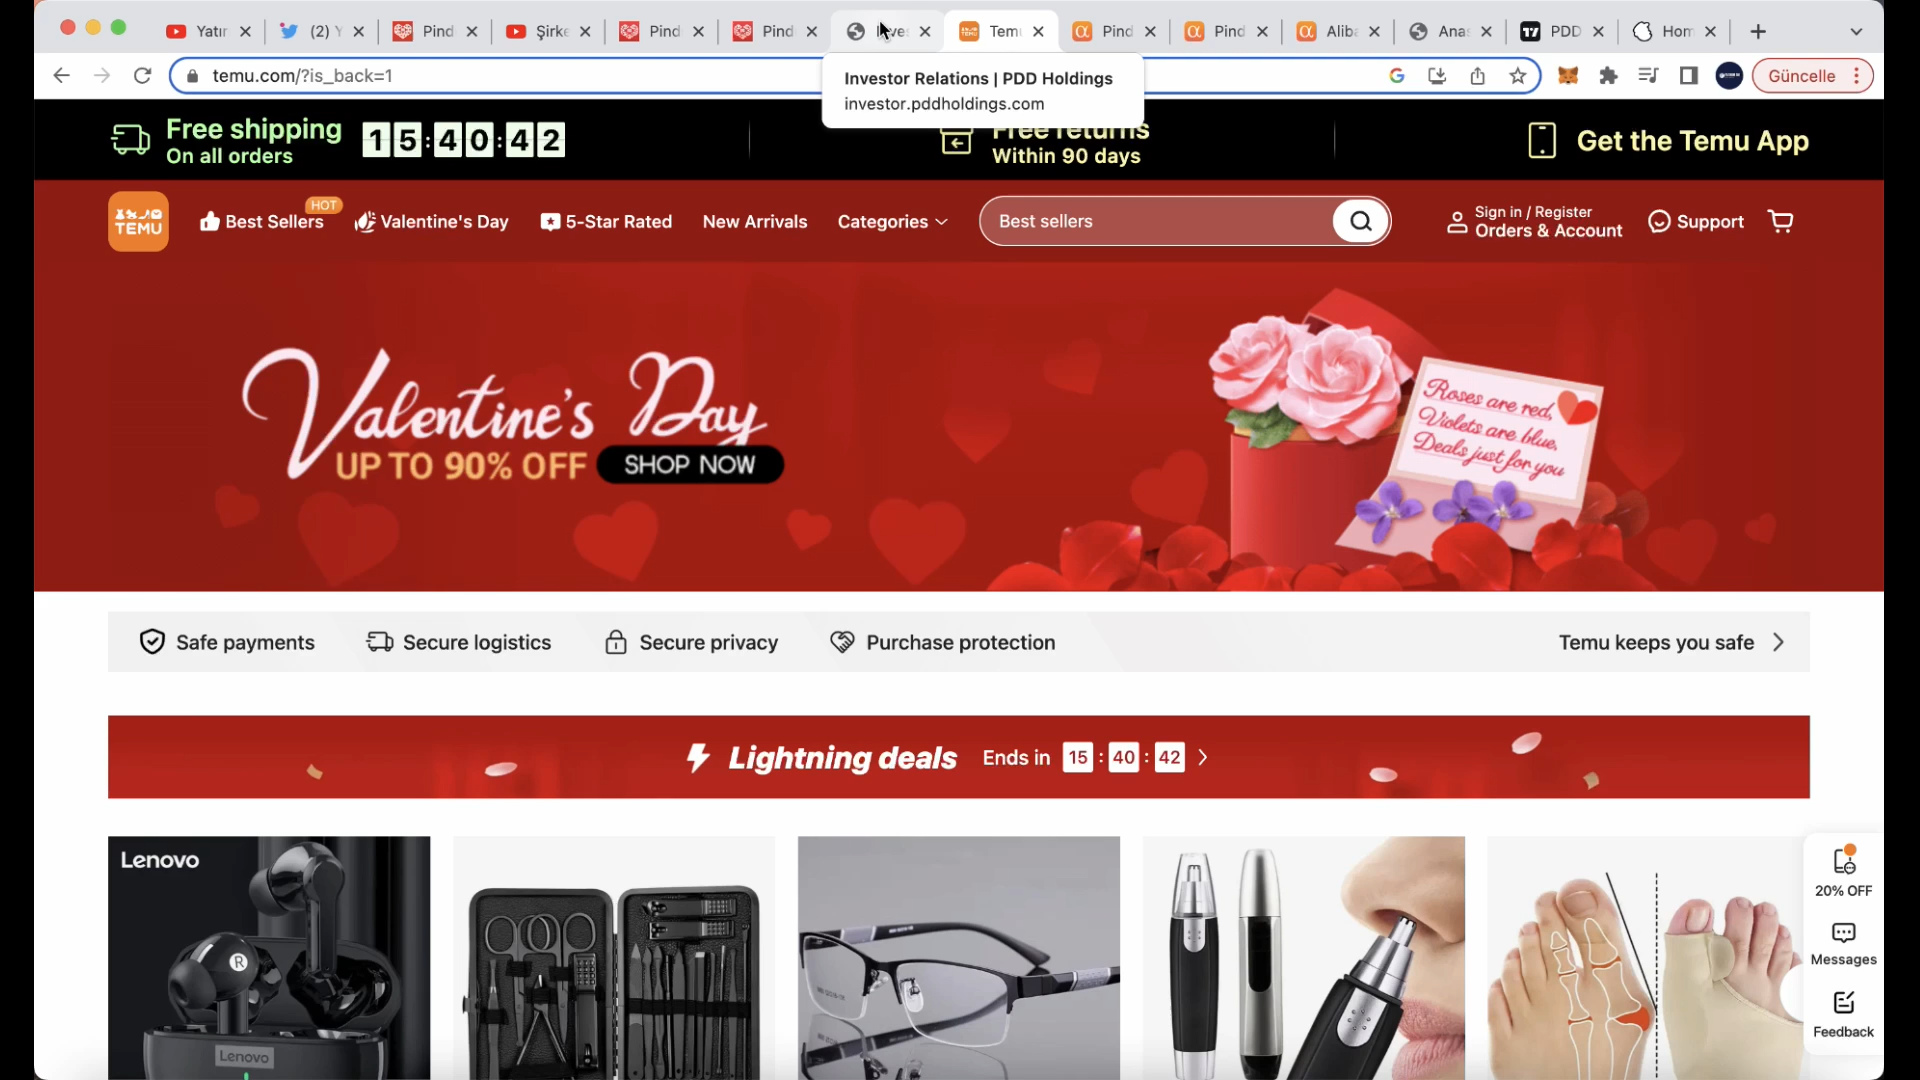 Yatır
(2) Y
Pind
Şirke
Pind
Pind
Inves
Temu
Pind
Pind
Alib
Ana
PDD
Hom
temu.com/?is_back=1
Güncelle
Investor Relations | PDD Holdings
investor.pddholdings.com
Free shipping
On all orders
15:40:42
Free returns
Within 90 days
Get the Temu App
TEMU
Best Sellers
HOT
Valentine's Day
5-Star Rated
New Arrivals
Categories
Best sellers
Sign in / Register
Orders & Account
Support
Valentine's Day
UP TO 90% OFF
SHOP NOW
Roses are red,
Violets are blue,
Deals just for you
Safe payments
Secure logistics
Secure privacy
Purchase protection
Temu keeps you safe
Lightning deals
Ends in 15 : 40 : 42
Lenovo
R
Lenovo
20% OFF
Messages
Feedback